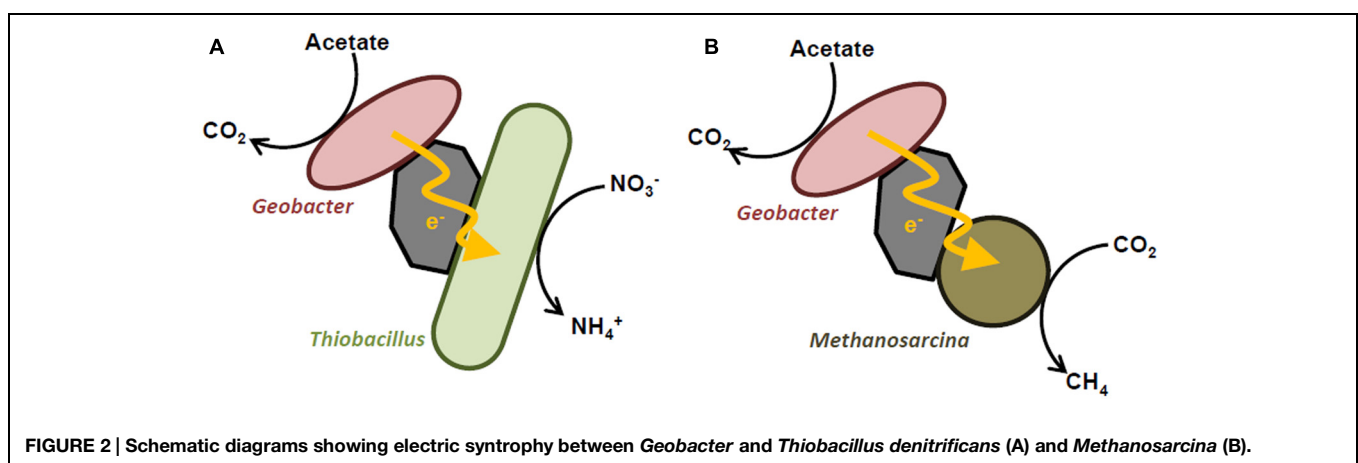 A
Acetate
CO₂
Geobacter
e⁻
NO₃⁻
NH₄⁺
Thiobacillus
B
Acetate
CO₂
Geobacter
e⁻
CO₂
Methanosarcina
CH₄
FIGURE 2 | Schematic diagrams showing electric syntrophy between Geobacter and Thiobacillus denitrificans (A) and Methanosarcina (B).